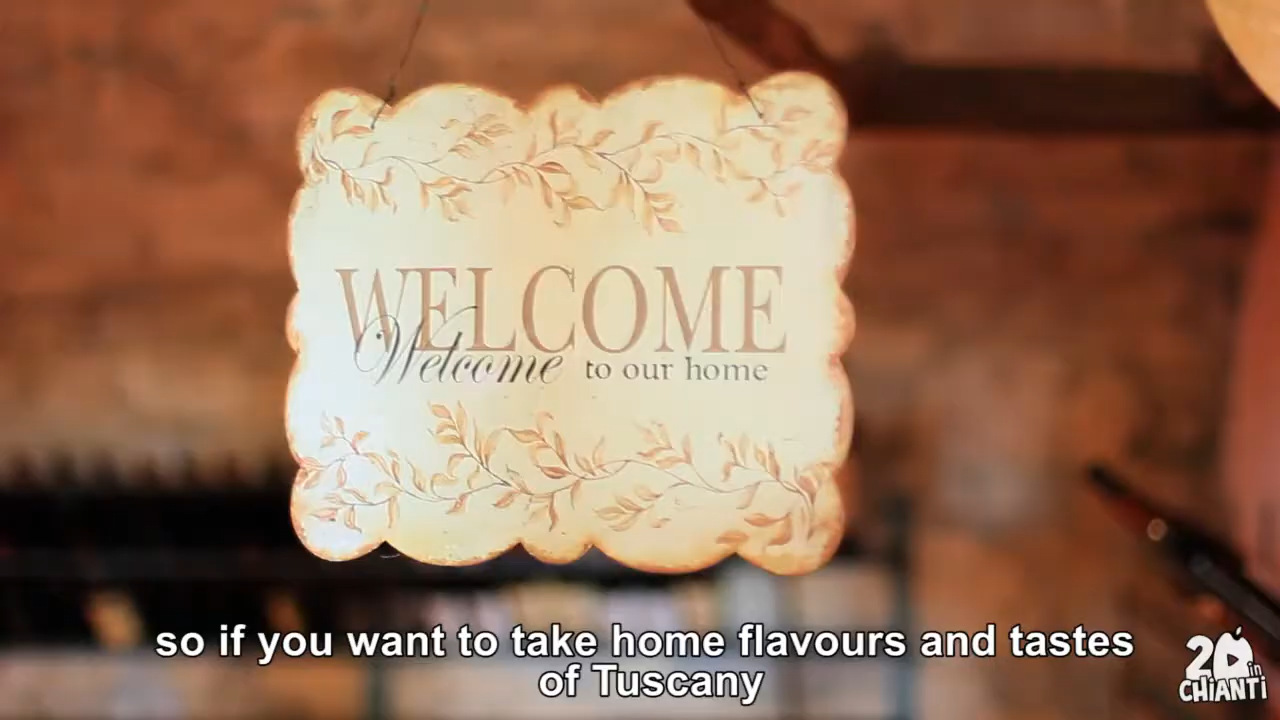 WELCOME
Welcome to our home
so if you want to take home flavours and tastes
of Tuscany
20 in
CHiANTi